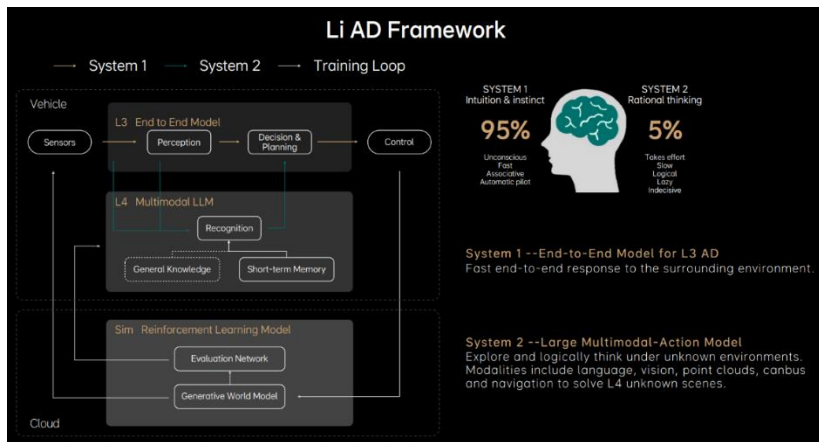 Li AD Framework
System 1
System 2
Training Loop
Vehicle
L3 End to End Model
Sensors
Perception
Decision &
Planning
Control
L4 Multimodal LLM
Recognition
General Knowledge
Short-term Memory
Sim Reinforcement Learning Model
Evaluation Network
Generative World Model
Cloud
SYSTEM 1
Intuition & instinct
95%
Unconscious
Fast
Associative
Automatic pilot
SYSTEM 2
Rational thinking
5%
Takes effort
Slow
Logical
Lazy
Indecisive
System 1 --End-to-End Model for L3 AD
Fast end-to-end response to the surrounding environment.
System 2 --Large Multimodal-Action Model
Explore and logically think under unknown environments.
Modalities include language, vision, point clouds, canbus
and navigation to solve L4 unknown scenes.